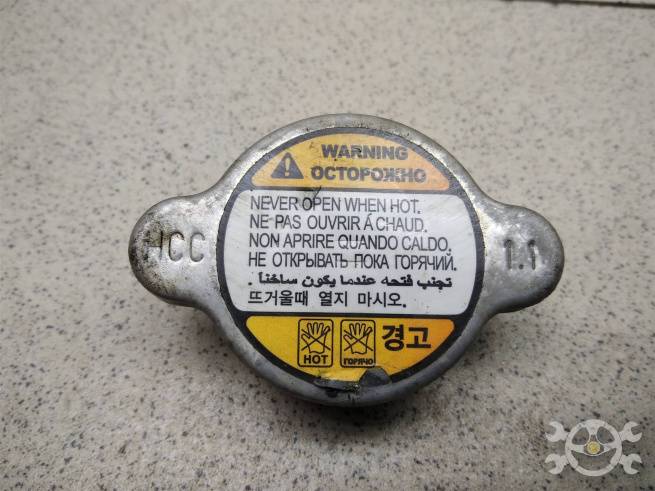 WARNING
ОСТОРОЖНО
NEVER OPEN WHEN HOT.
NE PAS OUVRIR Á CHAUD.
NON APRIRE QUANDO CALDO.
НЕ ОТКРЫВАТЬ ПОКА ГОРЯЧИЙ.
تجنب فتحه عندما يكون ساخناً .
뜨거울때 열지 마시오.
HCC 1.1
HOT ГОРЯЧО 경고